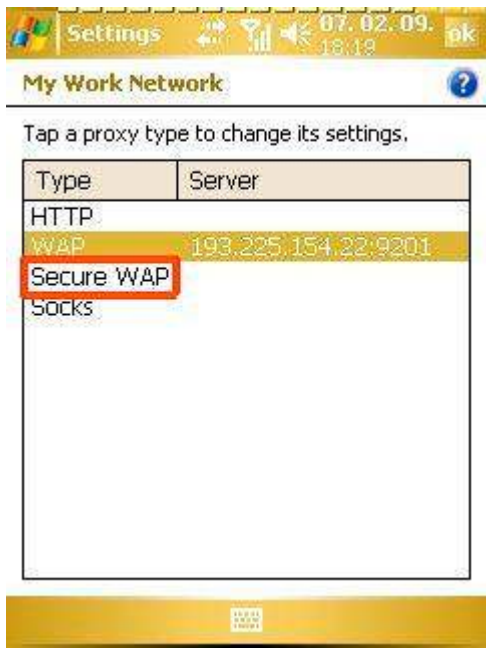 Settings
07. 02. 09.
18:19
ok
My Work Network
Tap a proxy type to change its settings.
Type Server
HTTP
WAP 193.225.154.22:9201
Secure WAP
Socks